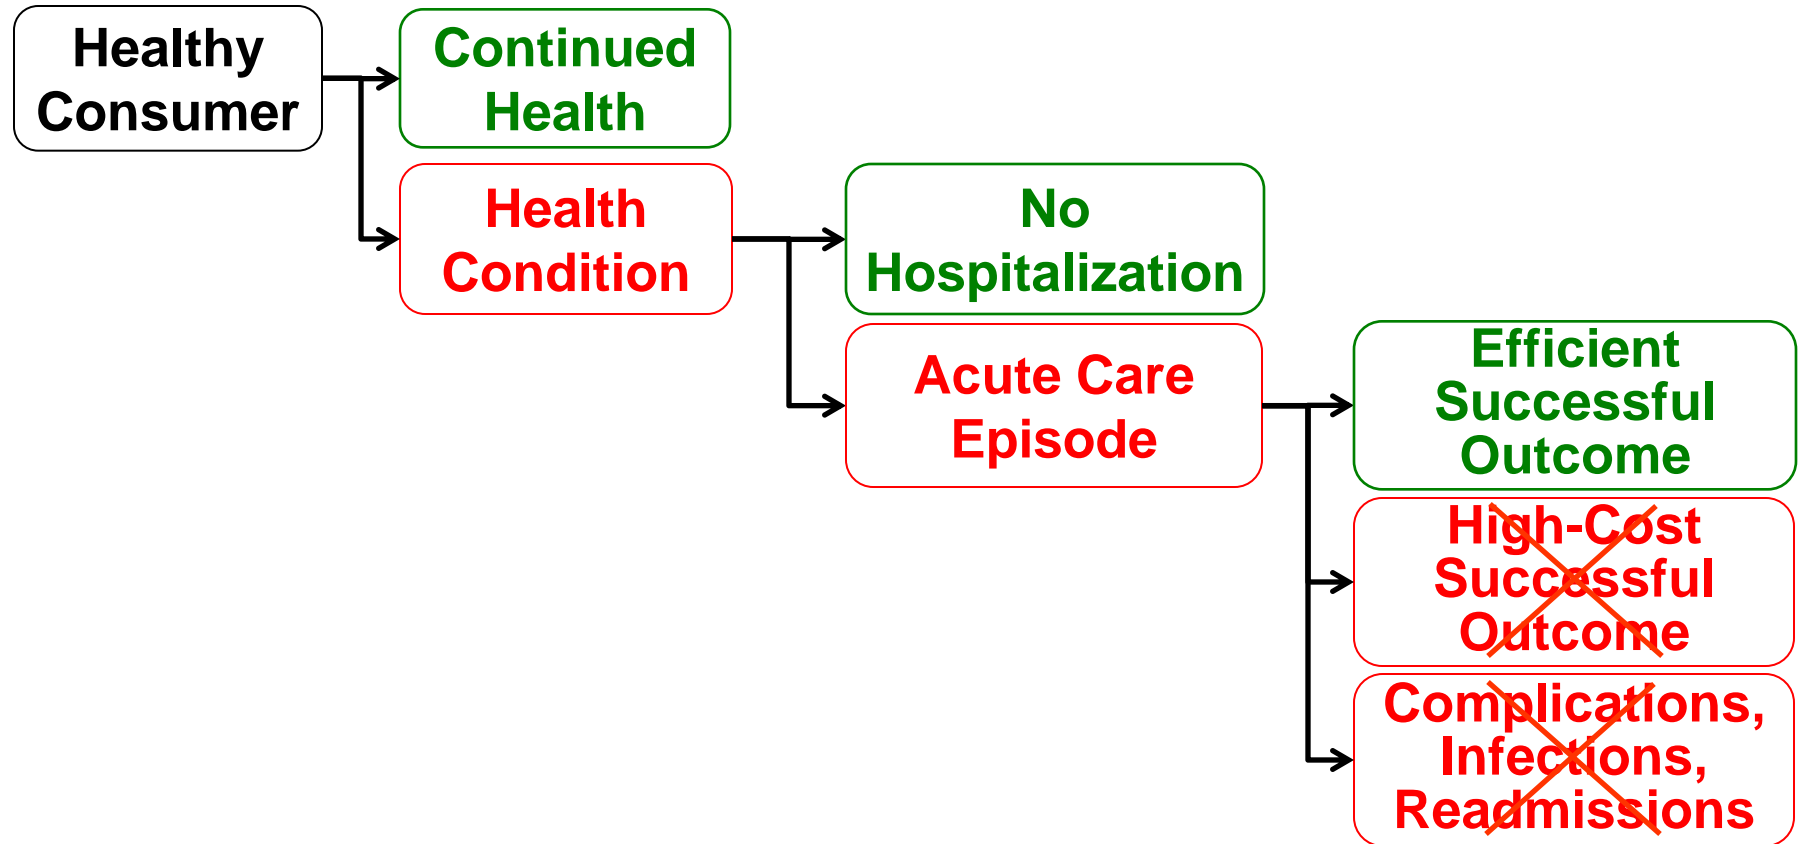 Healthy
Consumer
Continued
Health
Health
Condition
No
Hospitalization
Acute Care
Episode
Efficient
Successful
Outcome
High-Cost
Successful
Outcome
Complications,
Infections,
Readmissions